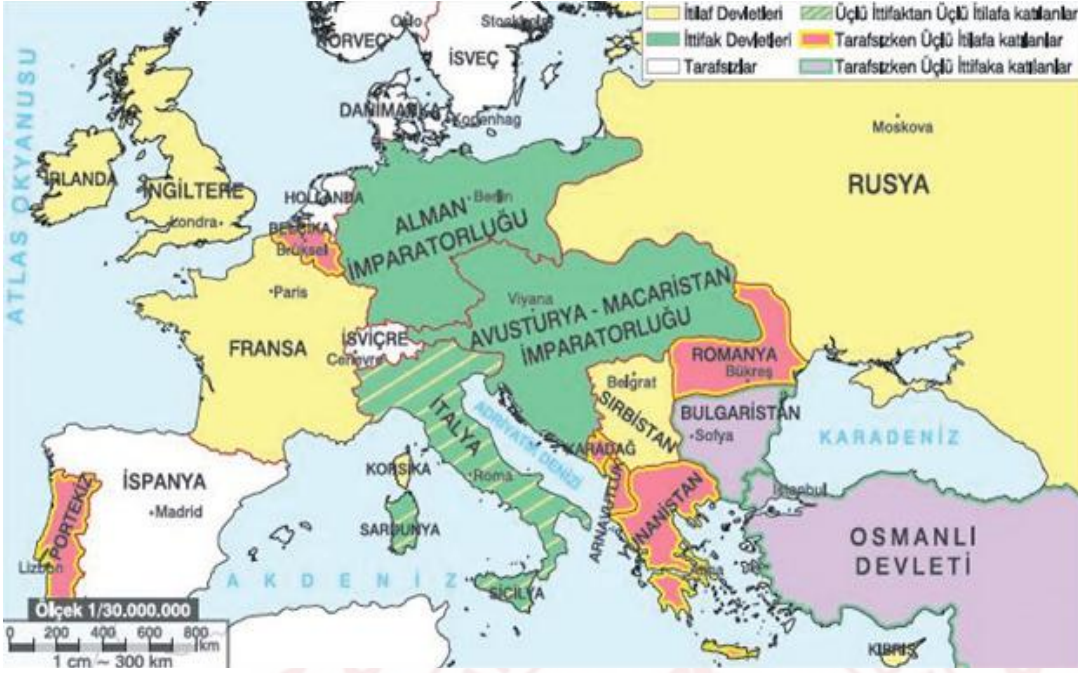 İtilaf Devletleri
İttifak Devletleri
Tarafsızlar
Üçlü İttifaktan Üçlü İtilafa katılanlar
Tarafsızken Üçlü İtilafa katılanlar
Tarafsızken Üçlü İttifaka katılanlar
ATLAS OKYANUSU
NORVEÇ
Oslo
Stockholm
İSVEÇ
DANİMARKA
Kopenhag
Moskova
RUSYA
İRLANDA
İNGİLTERE
Londra
HOLLANDA
Berlin
ALMAN
İMPARATORLUĞU
BELÇİKA
Brüksel
Paris
FRANSA
İSVİÇRE
Cenevre
Viyana
AVUSTURYA - MACARİSTAN
İMPARATORLUĞU
ROMANYA
Bükreş
Belgrat
SIRBİSTAN
BULGARİSTAN
Sofya
KARADENİZ
İTALYA
ADRİYATİK DENİZİ
KARADAĞ
ARNAVUTLUK
YUNANİSTAN
Atina
KORSİKA
Roma
SARDUNYA
SİCİLYA
İSPANYA
Madrid
PORTEKİZ
Lizbon
AKDENİZ
İstanbul
OSMANLI
DEVLETİ
KIBRIS
Ölçek 1/30.000.000
0 200 400 600 800 km
1 cm ~ 300 km